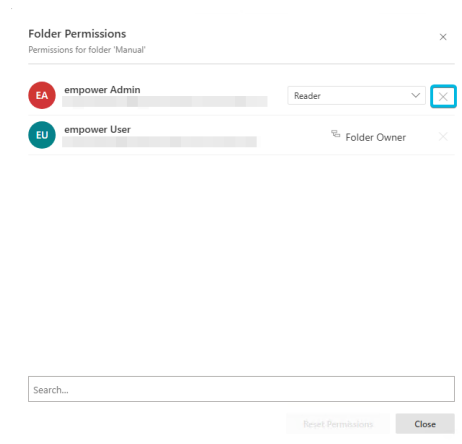 Folder Permissions
Permissions for folder 'Manual'
EA
empower Admin
Reader
EU
empower User
Folder Owner
Search...
Reset Permissions
Close